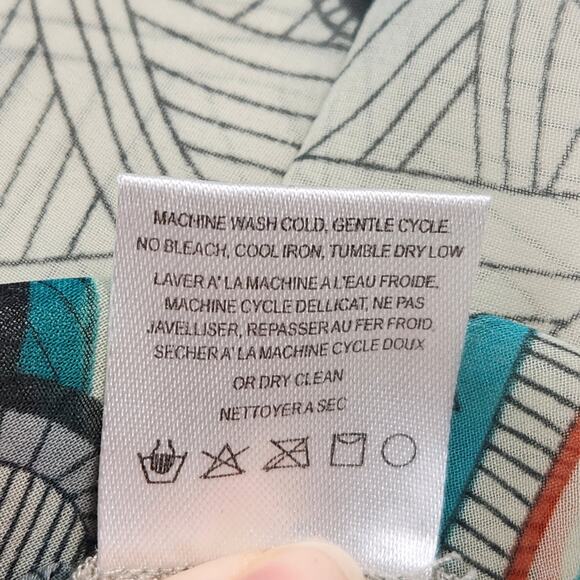 MACHINE WASH COLD, GENTLE CYCLE,
NO BLEACH, COOL IRON, TUMBLE DRY LOW
LAVER A' LA MACHINE A L'EAU FROIDE,
MACHINE CYCLE DELLICAT, NE PAS
JAVELLISER, REPASSER AU FER FROID,
SECHER A' LA MACHINE CYCLE DOUX
OR DRY CLEAN
NETTOYER A SEC